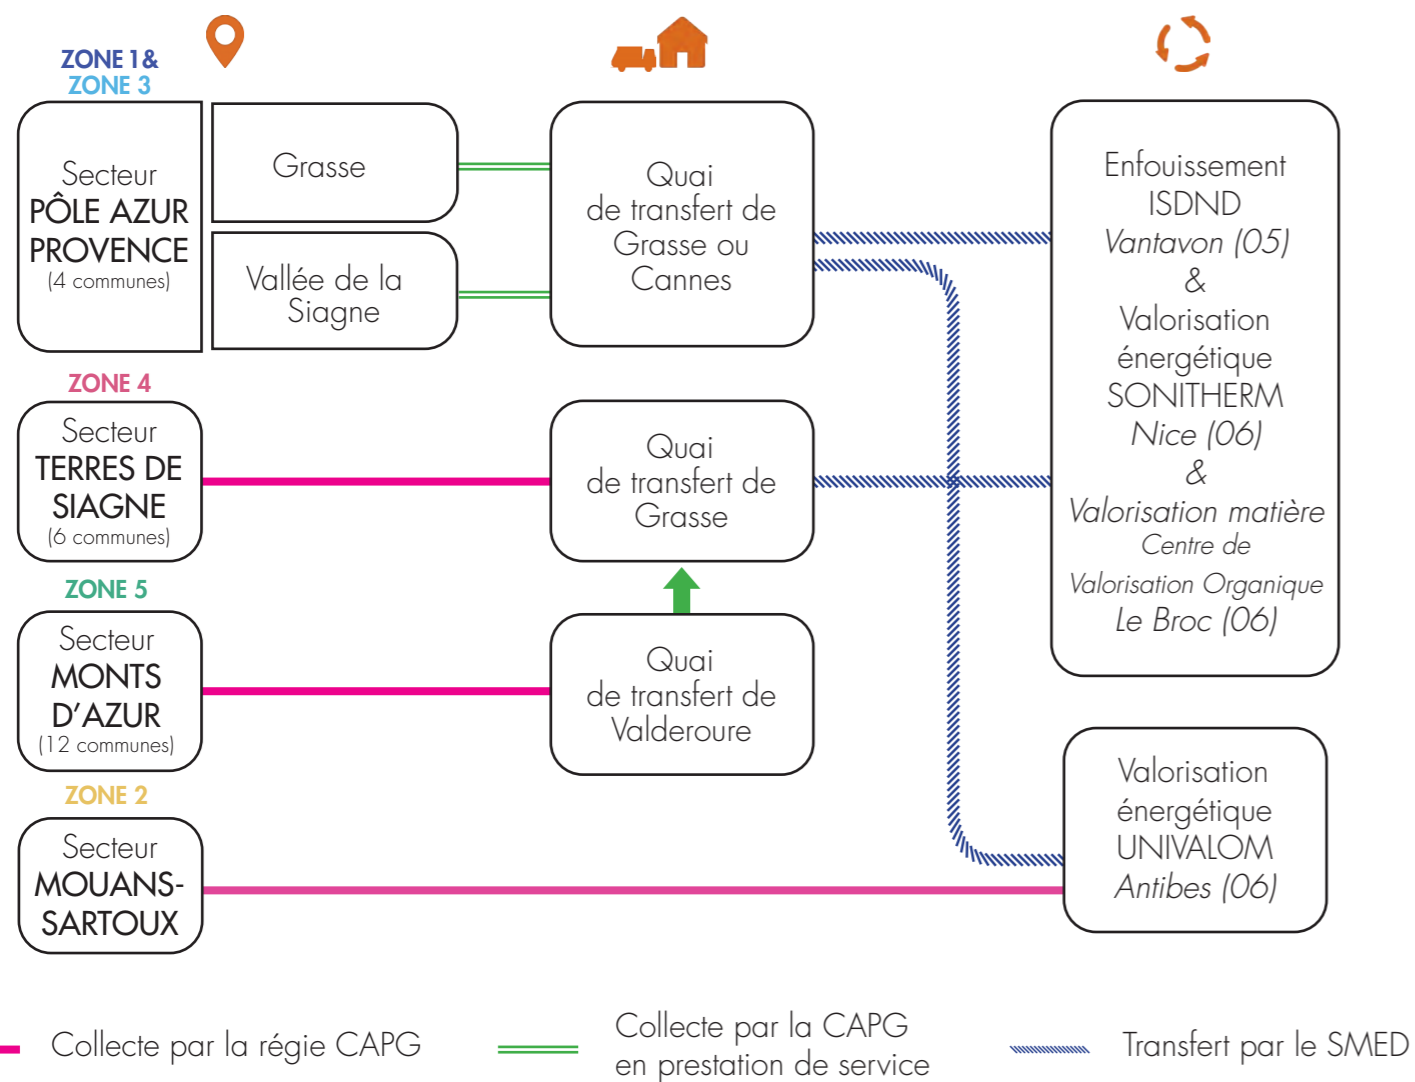 ZONE 1 &
ZONE 3
Secteur
PÔLE AZUR
PROVENCE
(4 communes)
Grasse
Vallée de la
Siagne
Quai
de transfert de
Grasse ou
Cannes
Enfouissement
ISDND
Vantavon (05)
&
Valorisation
énergétique
SONITHERM
Nice (06)
&
Valorisation matière
Centre de
Valorisation Organique
Le Broc (06)
ZONE 4
Secteur
TERRES DE
SIAGNE
(6 communes)
Quai
de transfert de
Grasse
ZONE 5
Secteur
MONTS
D'AZUR
(12 communes)
Quai
de transfert de
Valderoure
ZONE 2
Secteur
MOUANS-
SARTOUX
Valorisation
énergétique
UNIVALOM
Antibes (06)
Collecte par la régie CAPG
Collecte par la CAPG
en prestation de service
Transfert par le SMED